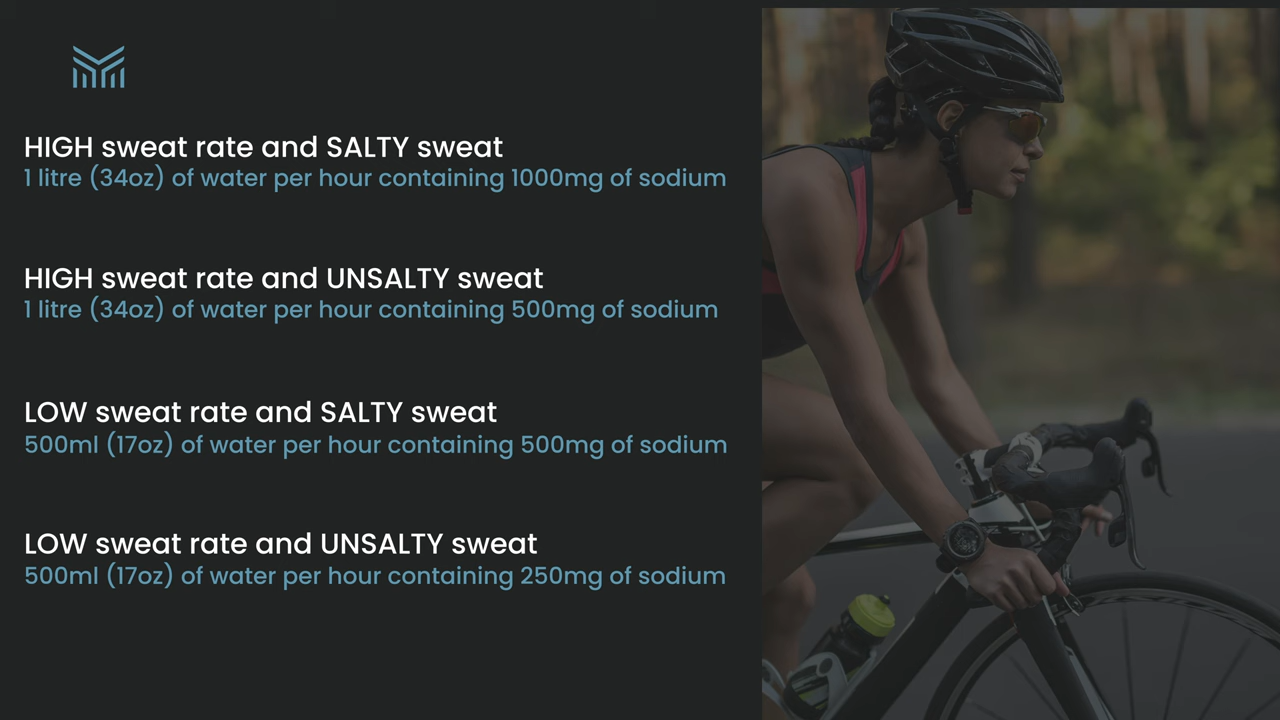 HIGH sweat rate and SALTY sweat
1 litre (34oz) of water per hour containing 1000mg of sodium
HIGH sweat rate and UNSALTY sweat
1 litre (34oz) of water per hour containing 500mg of sodium
LOW sweat rate and SALTY sweat
500ml (17oz) of water per hour containing 500mg of sodium
LOW sweat rate and UNSALTY sweat
500ml (17oz) of water per hour containing 250mg of sodium